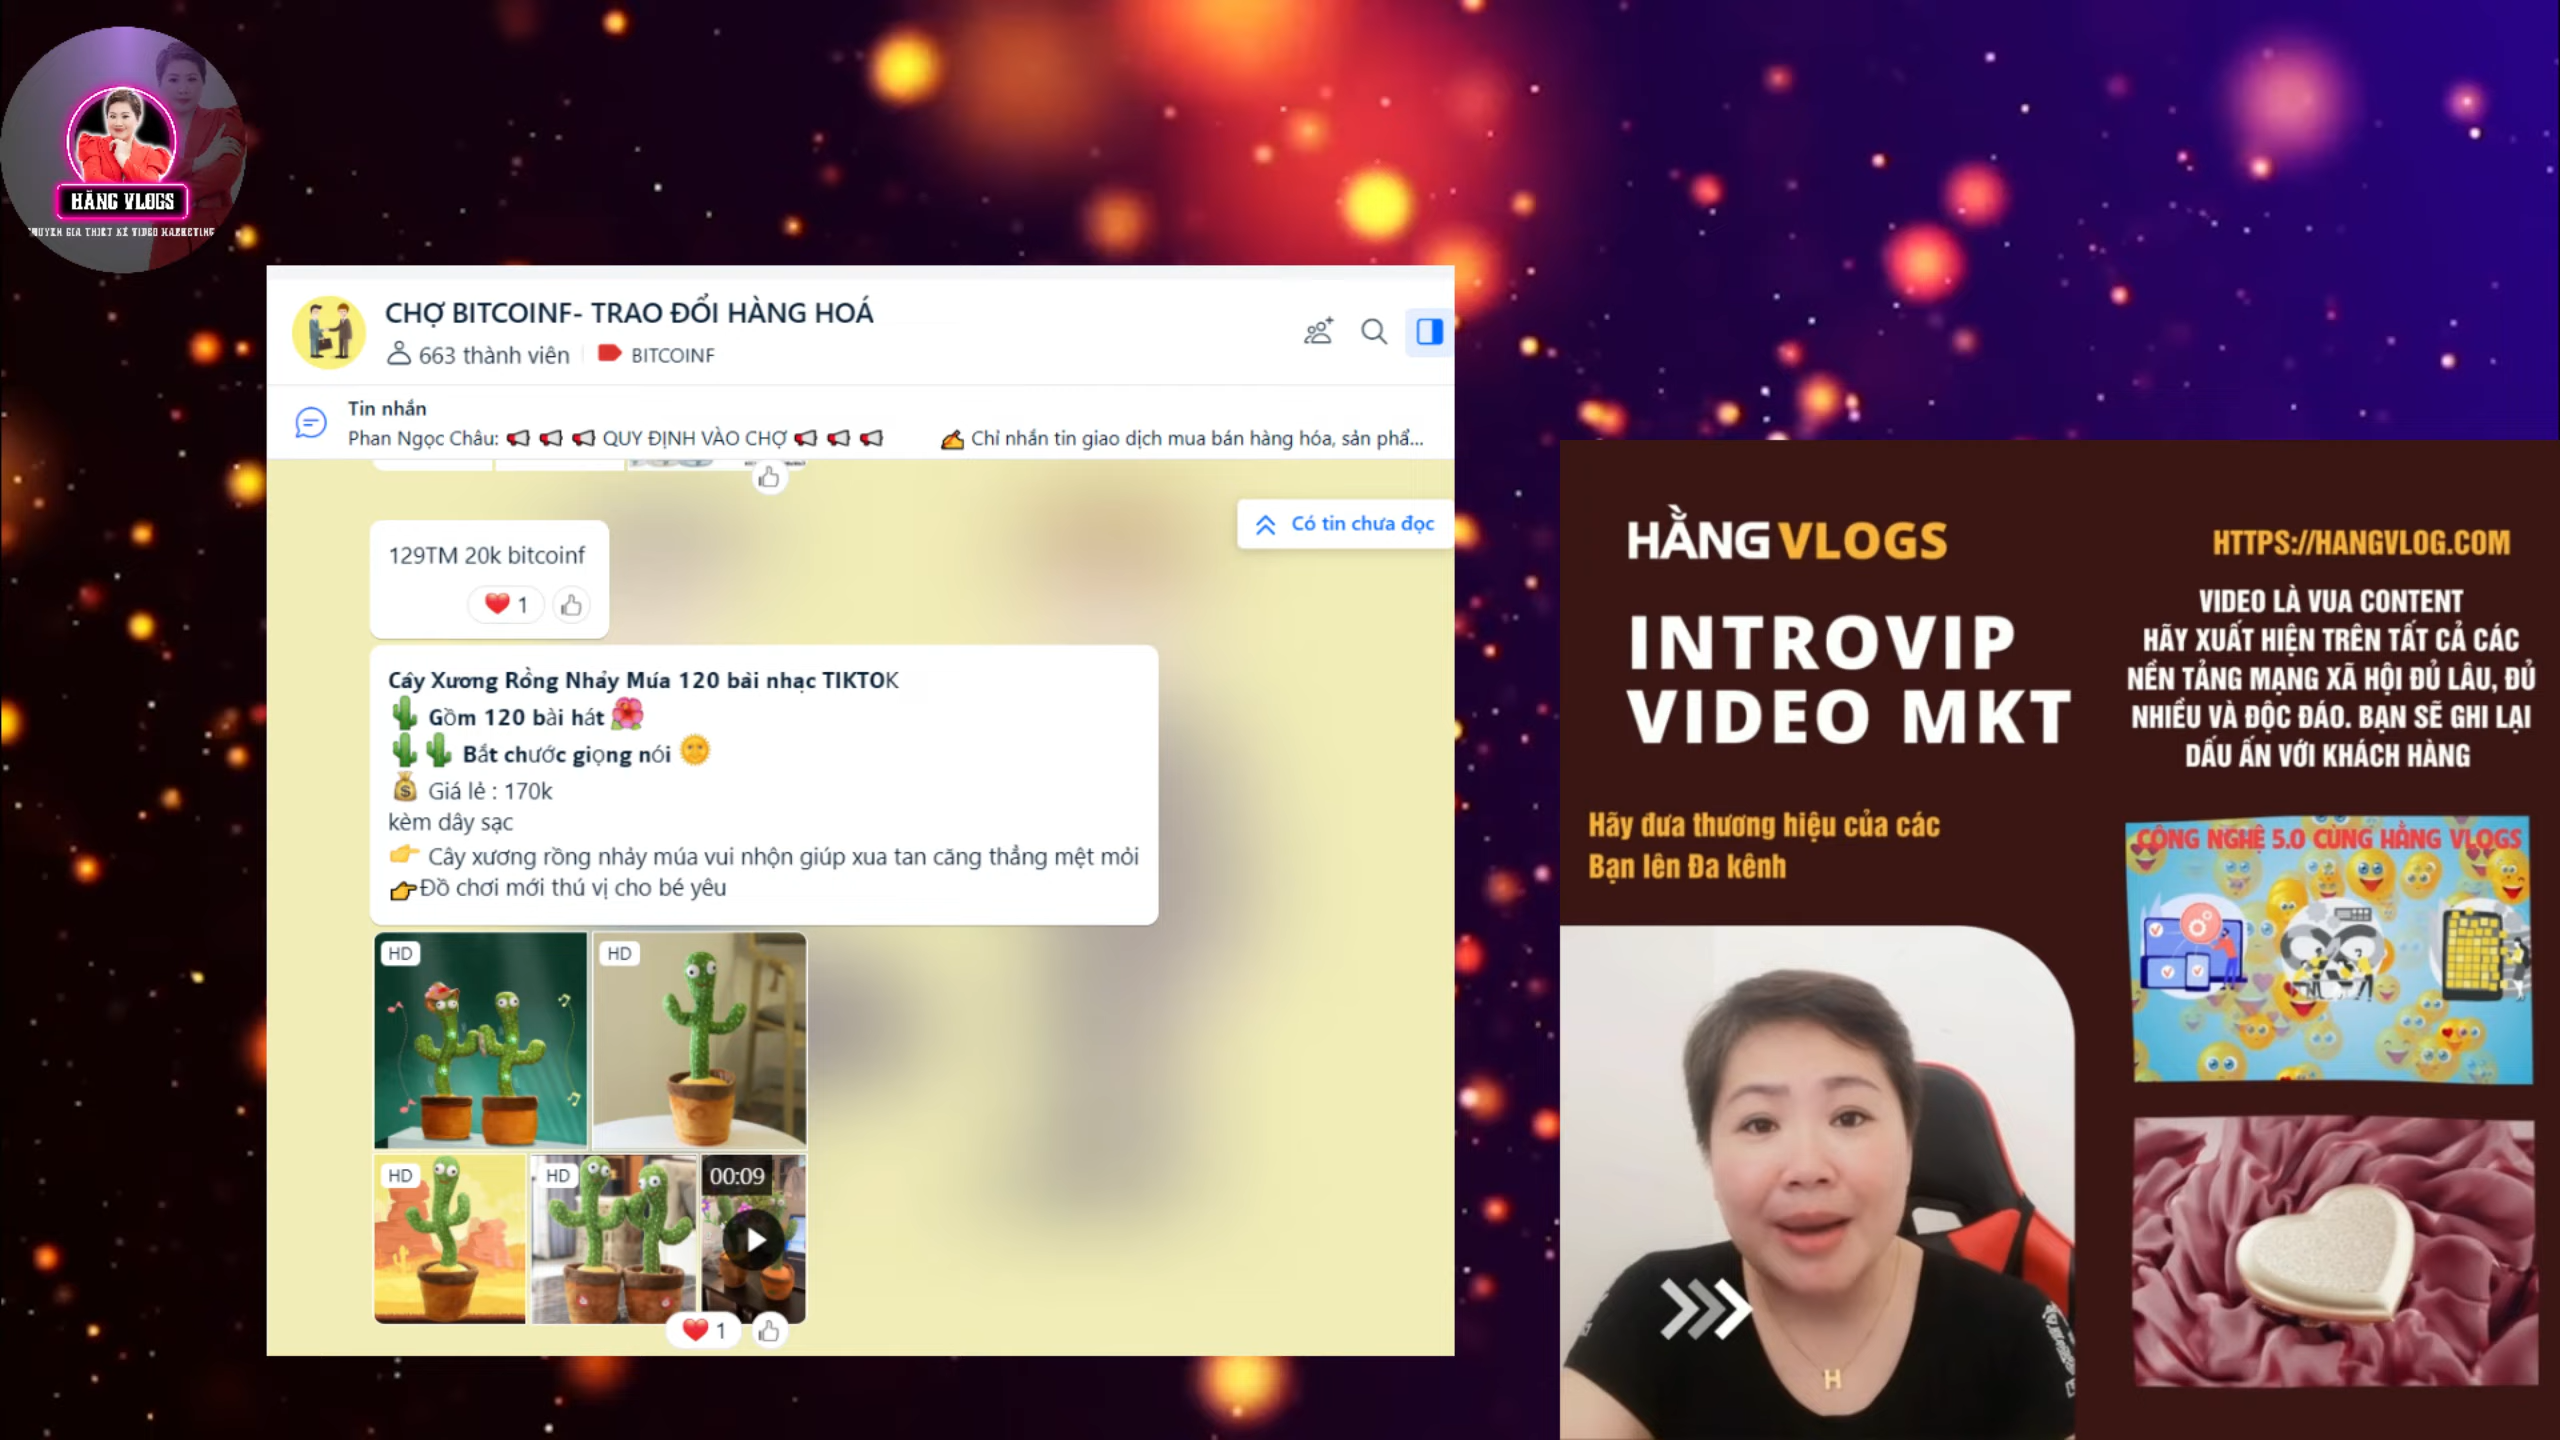 HẰNG VLOGS
CHUYÊN GIA THIẾT KẾ VIDEO MARKETING
CHỢ BITCOINF- TRAO ĐỔI HÀNG HOÁ
663 thành viên
BITCOINF
Tin nhắn
Phan Ngọc Châu: 📢 📢 📢 QUY ĐỊNH VÀO CHỢ 📢 📢 📢 ✍ Chỉ nhắn tin giao dịch mua bán hàng hóa, sản phẩ...
Có tin chưa đọc
129TM 20k bitcoinf
❤ 1
Cây Xương Rồng Nhảy Múa 120 bài nhạc TIKTOK
🌵 Gồm 120 bài hát 🌺
🌵 🌵 Bắt chước giọng nói 🌞
💰 Giá lẻ : 170k
kèm dây sạc
👉 Cây xương rồng nhảy múa vui nhộn giúp xua tan căng thẳng mệt mỏi
👉Đồ chơi mới thú vị cho bé yêu
HD
HD
HD
HD
00:09
❤ 1
HẰNG VLOGS
INTROVIP
VIDEO MKT
Hãy đưa thương hiệu của các
Bạn lên Đa kênh
HTTPS://HANGVLOG.COM
VIDEO LÀ VUA CONTENT
HÃY XUẤT HIỆN TRÊN TẤT CẢ CÁC
NỀN TẢNG MẠNG XÃ HỘI ĐỦ LÂU, ĐỦ
NHIỀU VÀ ĐỘC ĐÁO. BẠN SẼ GHI LẠI
DẤU ẤN VỚI KHÁCH HÀNG
CÔNG NGHỆ 5.0 CÙNG HẰNG VLOGS
H